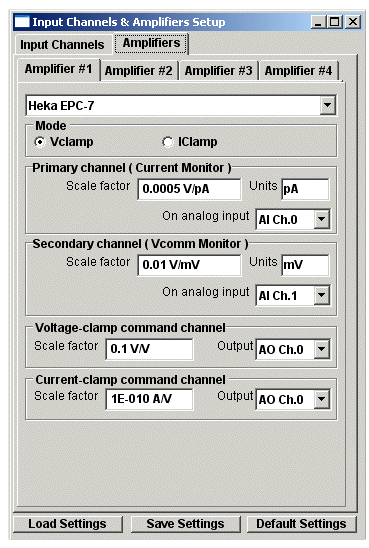 Input Channels & Amplifiers Setup
Input Channels Amplifiers
Amplifier #1 Amplifier #2 Amplifier #3 Amplifier #4
Heka EPC-7
Mode
Vclamp IClamp
Primary channel ( Current Monitor )
Scale factor 0.0005 V/pA Units pA
On analog input AI Ch.0
Secondary channel ( Vcomm Monitor )
Scale factor 0.01 V/mV Units mV
On analog input AI Ch.1
Voltage-clamp command channel
Scale factor 0.1 V/V Output AO Ch.0
Current-clamp command channel
Scale factor 1E-010 A/V Output AO Ch.0
Load Settings Save Settings Default Settings